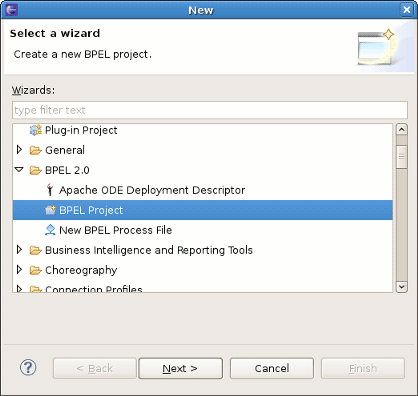 New
Select a wizard
Create a new BPEL project.
Wizards:
type filter text
Plug-in Project
General
BPEL 2.0
Apache ODE Deployment Descriptor
BPEL Project
New BPEL Process File
Business Intelligence and Reporting Tools
Choreography
Connection Profiles
? < Back Next > Cancel Finish